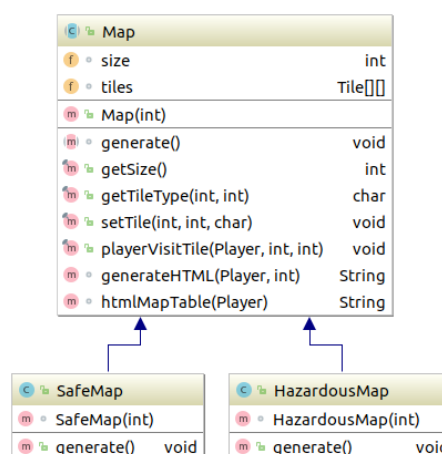 Map
size int
tiles Tile[][]
Map(int)
generate() void
getSize() int
getTileType(int, int) char
setTile(int, int, char) void
playerVisitTile(Player, int, int) void
generateHTML(Player, int) String
htmlMapTable(Player) String
SafeMap
SafeMap(int)
generate() void
HazardousMap
HazardousMap(int)
generate() void